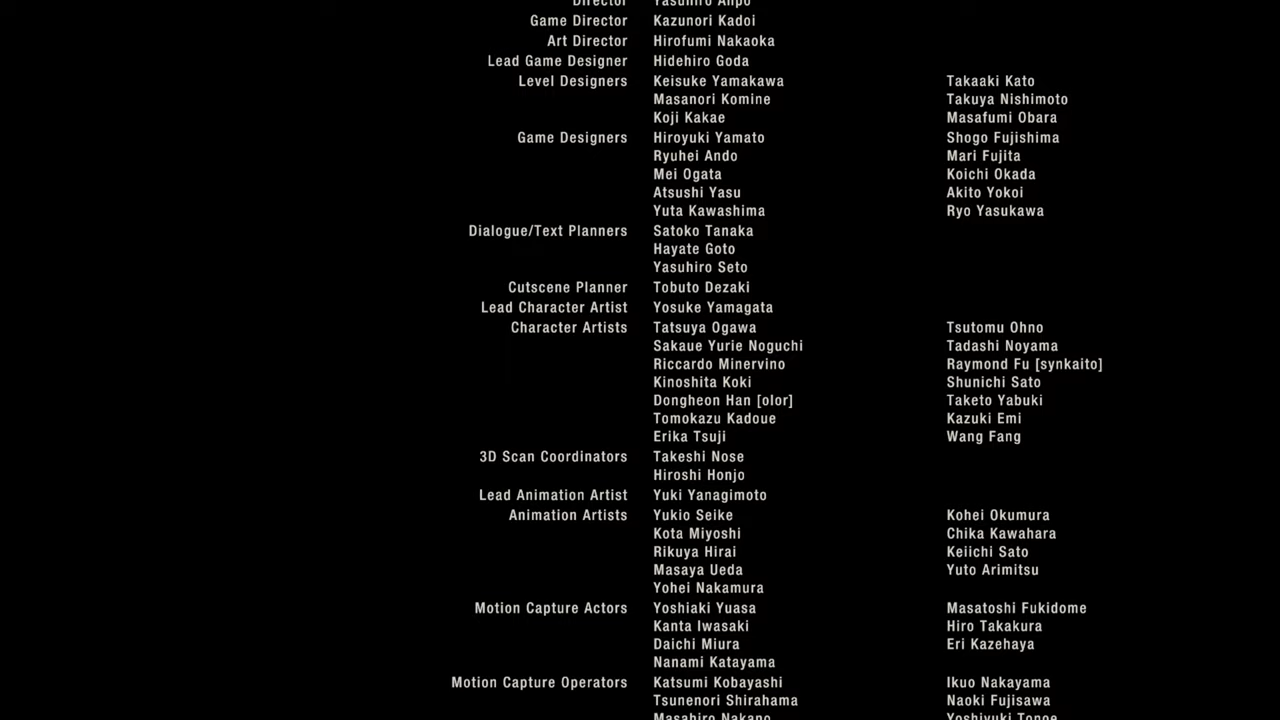 Director Yasuhiro Anpo
Game Director Kazunori Kadoi
Art Director Hirofumi Nakaoka
Lead Game Designer Hidehiro Goda
Level Designers Keisuke Yamakawa Takaaki Kato
Masanori Komine Takuya Nishimoto
Koji Kakae Masafumi Obara
Game Designers Hiroyuki Yamato Shogo Fujishima
Ryuhei Ando Mari Fujita
Mei Ogata Koichi Okada
Atsushi Yasu Akito Yokoi
Yuta Kawashima Ryo Yasukawa
Dialogue/Text Planners Satoko Tanaka
Hayate Goto
Yasuhiro Seto
Cutscene Planner Tobuto Dezaki
Lead Character Artist Yosuke Yamagata
Character Artists Tatsuya Ogawa Tsutomu Ohno
Sakaue Yurie Noguchi Tadashi Noyama
Riccardo Minervino Raymond Fu [synkaito]
Kinoshita Koki Shunichi Sato
Dongheon Han [olor] Taketo Yabuki
Tomokazu Kadoue Kazuki Emi
Erika Tsuji Wang Fang
3D Scan Coordinators Takeshi Nose
Hiroshi Honjo
Lead Animation Artist Yuki Yanagimoto
Animation Artists Yukio Seike Kohei Okumura
Kota Miyoshi Chika Kawahara
Rikuya Hirai Keiichi Sato
Masaya Ueda Yuto Arimitsu
Yohei Nakamura
Motion Capture Actors Yoshiaki Yuasa Masatoshi Fukidome
Kanta Iwasaki Hiro Takakura
Daichi Miura Eri Kazehaya
Nanami Katayama
Motion Capture Operators Katsumi Kobayashi Ikuo Nakayama
Tsunenori Shirahama Naoki Fujisawa
Masahiro Nakano Yoshiyuki Tonoe